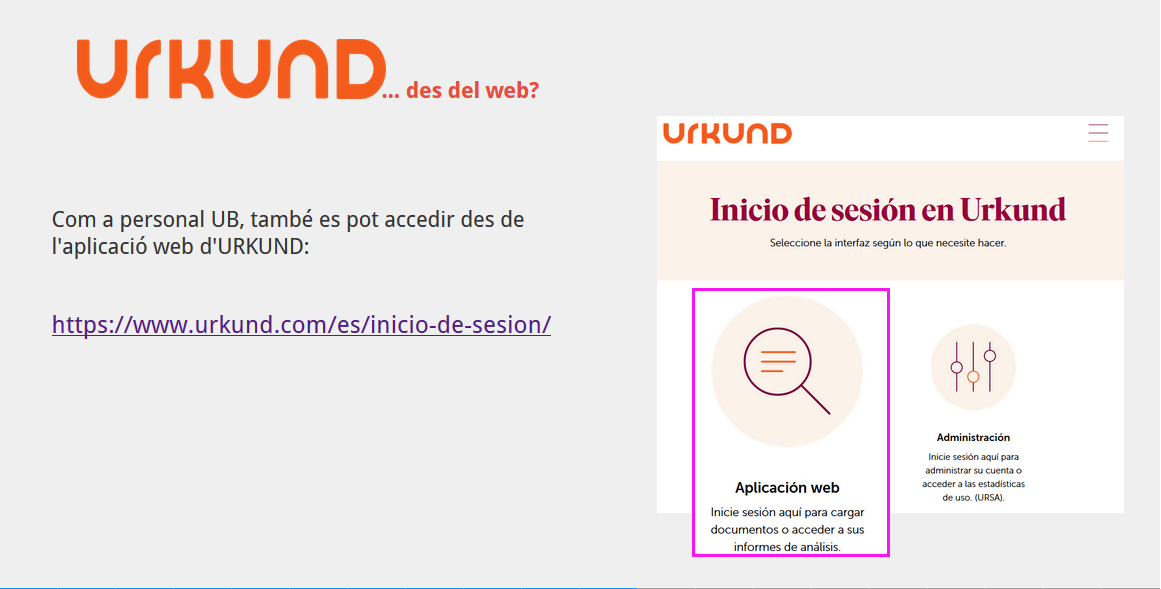 urkund... des del web?
Com a personal UB, també es pot accedir des de
l'aplicació web d'URKUND:
https://www.urkund.com/es/inicio-de-sesion/
urkund
Inicio de sesión en Urkund
Seleccione la interfaz según lo que necesite hacer.
Aplicación web
Inicie sesión aquí para cargar
documentos o acceder a sus
informes de análisis.
Administración
Inicie sesión aquí para
administrar su cuenta o
acceder a las estadísticas
de uso. (URSA).